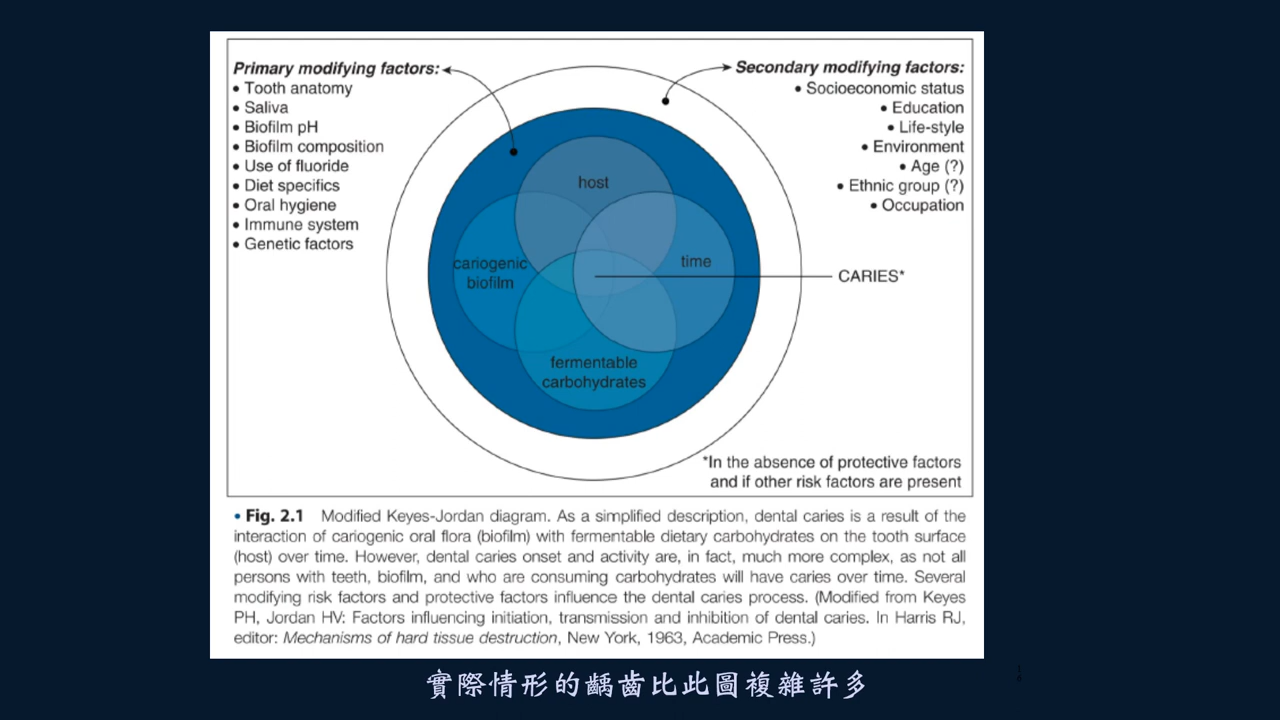 Primary modifying factors:
• Tooth anatomy
• Saliva
• Biofilm pH
• Biofilm composition
• Use of fluoride
• Diet specifics
• Oral hygiene
• Immune system
• Genetic factors
Secondary modifying factors:
• Socioeconomic status
• Education
• Life-style
• Environment
• Age (?)
• Ethnic group (?)
• Occupation
host
cariogenic
biofilm
time
fermentable
carbohydrates
CARIES*
*In the absence of protective factors
and if other risk factors are present
• Fig. 2.1 Modified Keyes-Jordan diagram. As a simplified description, dental caries is a result of the
interaction of cariogenic oral flora (biofilm) with fermentable dietary carbohydrates on the tooth surface
(host) over time. However, dental caries onset and activity are, in fact, much more complex, as not all
persons with teeth, biofilm, and who are consuming carbohydrates will have caries over time. Several
modifying risk factors and protective factors influence the dental caries process. (Modified from Keyes
PH, Jordan HV: Factors influencing initiation, transmission and inhibition of dental caries. In Harris RJ,
editor: Mechanisms of hard tissue destruction, New York, 1963, Academic Press.)
實際情形的齲齒比此圖複雜許多